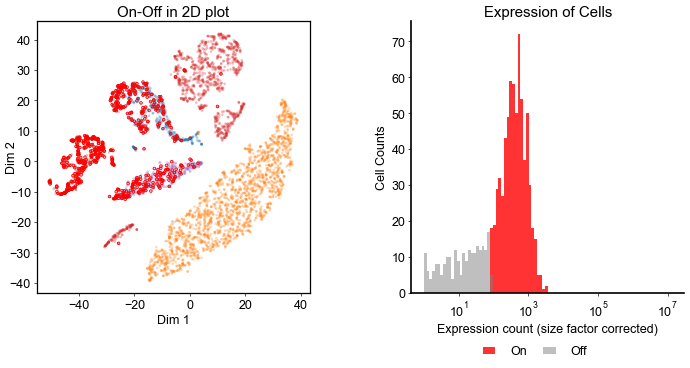 On-Off in 2D plot
Expression of Cells
40
30
20
10
0
−10
−20
−30
−40
Dim 2
−40 −20 0 20 40
Dim 1
70
60
50
40
30
20
10
0
Cell Counts
10^1 10^3 10^5 10^7
Expression count (size factor corrected)
On Off